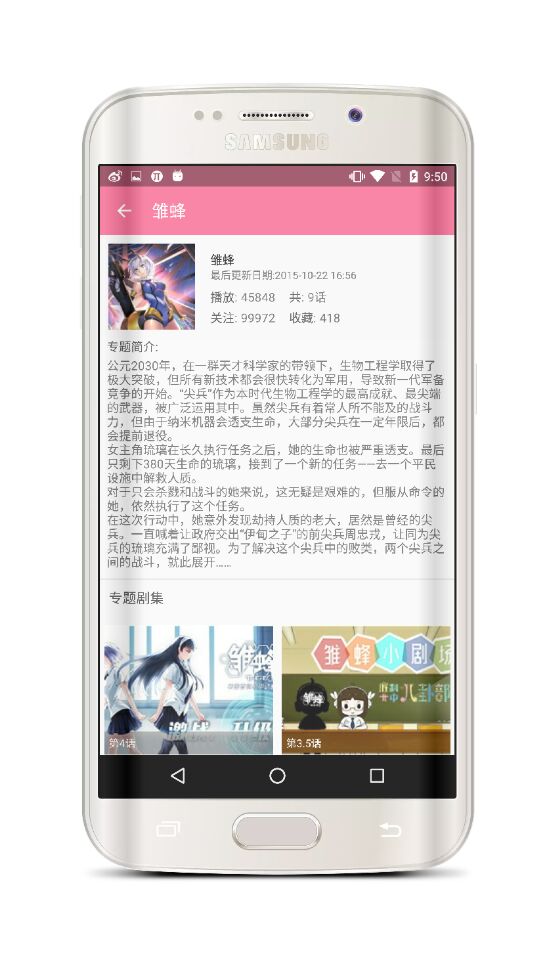 SAMSUNG
9:50
雏蜂
雏蜂
最后更新日期:2015-10-22 16:56
播放: 45848 共: 9话
关注: 99972 收藏: 418
专题简介:
公元2030年，在一群天才科学家的带领下，生物工程学取得了
极大突破，但所有新技术都会很快转化为军用，导致新一代军备
竞争的开始。“尖兵”作为本时代生物工程学的最高成就、最尖端
的武器，被广泛运用其中。虽然尖兵有着常人所不能及的战斗
力，但由于纳米机器会透支生命，大部分尖兵在一定年限后，都
会提前退役。
女主角琉璃在长久执行任务之后，她的生命也被严重透支。最后
只剩下380天生命的琉璃，接到了一个新的任务——去一个平民
设施中解救人质。
对于只会杀戮和战斗的她来说，这无疑是艰难的，但服从命令的
她，依然执行了这个任务。
在这次行动中，她意外发现劫持人质的老大，居然是曾经的尖
兵。一直喊着让政府交出“伊甸之子”的前尖兵周忠戎，让同为尖
兵的琉璃充满了鄙视。为了解决这个尖兵中的败类，两个尖兵之
间的战斗，就此展开……
专题剧集
雏蜂
激战 升级
第4话
雏蜂小剧场
雏蜂
八卦部
第3.5话